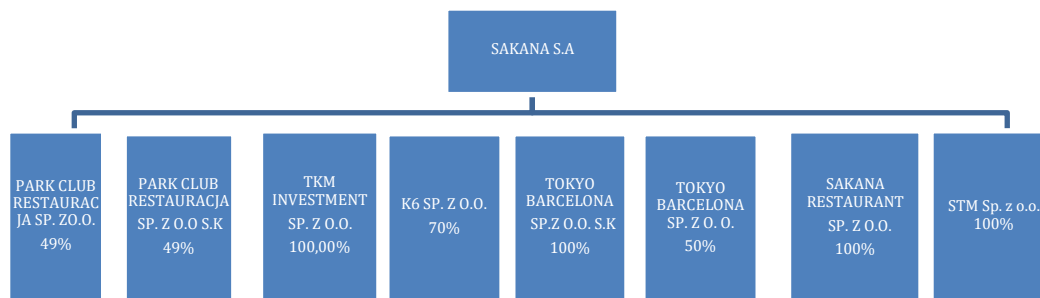 SAKANA S.A
PARK CLUB
RESTAURAC
JA SP. ZO.O.
49%
PARK CLUB
RESTAURACJA
SP. Z O.O S.K
49%
TKM
INVESTMENT
SP. Z O.O.
100,00%
K6 SP. Z O.O.
70%
TOKYO
BARCELONA
SP.Z O.O. S.K
100%
TOKYO
BARCELONA
SP. Z O. O.
50%
SAKANA
RESTAURANT
SP. Z O.O.
100%
STM Sp. z o.o.
100%